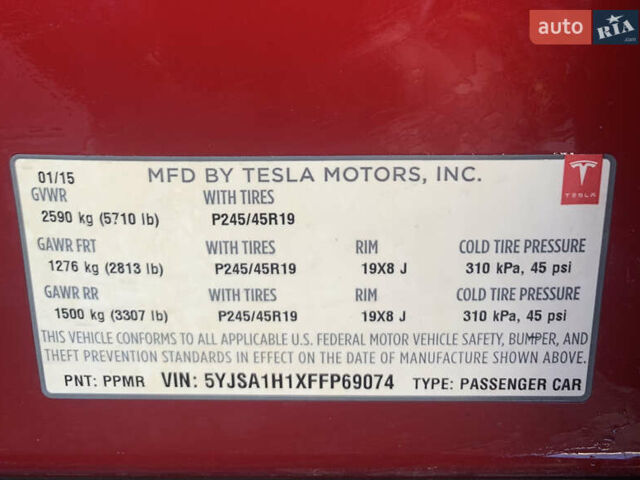 auto RIA.com
01/15 MFD BY TESLA MOTORS, INC.
TESLA
GVWR WITH TIRES
2590 kg (5710 lb) P245/45R19
GAWR FRT WITH TIRES RIM COLD TIRE PRESSURE
1276 kg (2813 lb) P245/45R19 19X8 J 310 kPa, 45 psi
GAWR RR WITH TIRES RIM COLD TIRE PRESSURE
1500 kg (3307 lb) P245/45R19 19X8 J 310 kPa, 45 psi
THIS VEHICLE CONFORMS TO ALL APPLICABLE U.S. FEDERAL MOTOR VEHICLE SAFETY, BUMPER, AND
THEFT PREVENTION STANDARDS IN EFFECT ON THE DATE OF MANUFACTURE SHOWN ABOVE.
PNT: PPMR VIN: 5YJSA1H1XFFP69074 TYPE: PASSENGER CAR